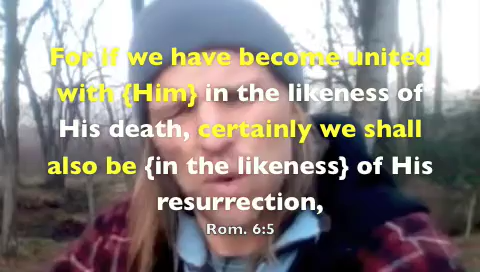 For if we have become united
with {Him} in the likeness of
His death, certainly we shall
also be {in the likeness} of His
resurrection,
Rom. 6:5